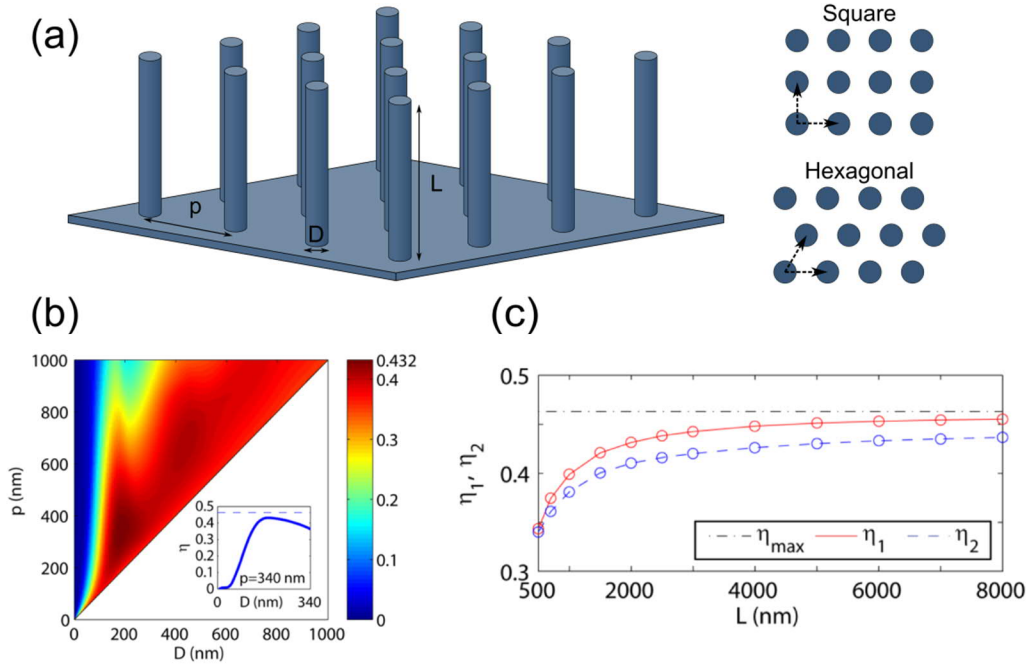 (a)
p
D
L
Square
Hexagonal
(b)
p (nm)
1000
800
600
400
200
0
0 200 400 600 800 1000
D (nm)
0.432
0.4
0.3
0.2
0.1
0
η
0.5
0.4
0.3
0.2
0.1
0
p=340 nm
0 D (nm) 340
(c)
η₁, η₂
0.5
0.4
0.3
500 2000 4000 6000 8000
L (nm)
ηmax η₁ η₂